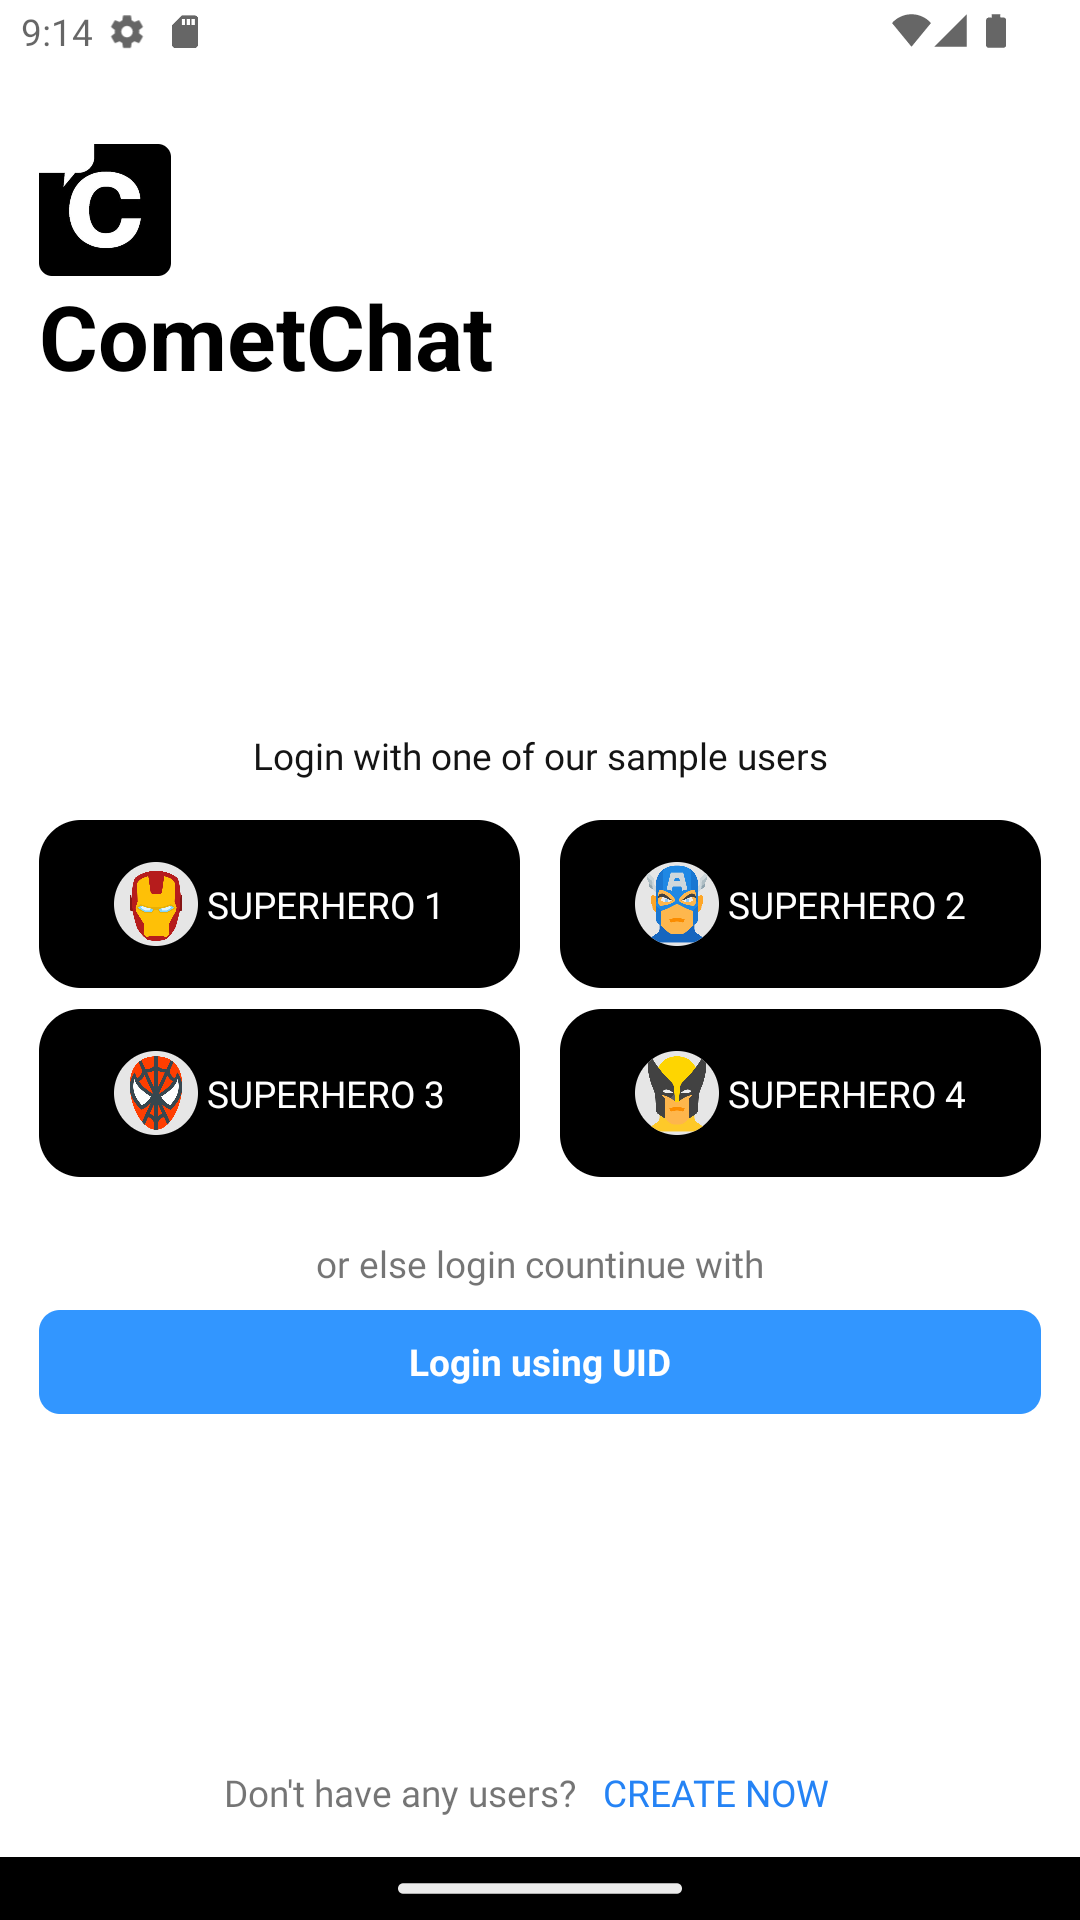 9:14
C
CometChat
Login with one of our sample users
SUPERHERO 1
SUPERHERO 2
SUPERHERO 3
SUPERHERO 4
or else login countinue with
Login using UID
Don't have any users? CREATE NOW